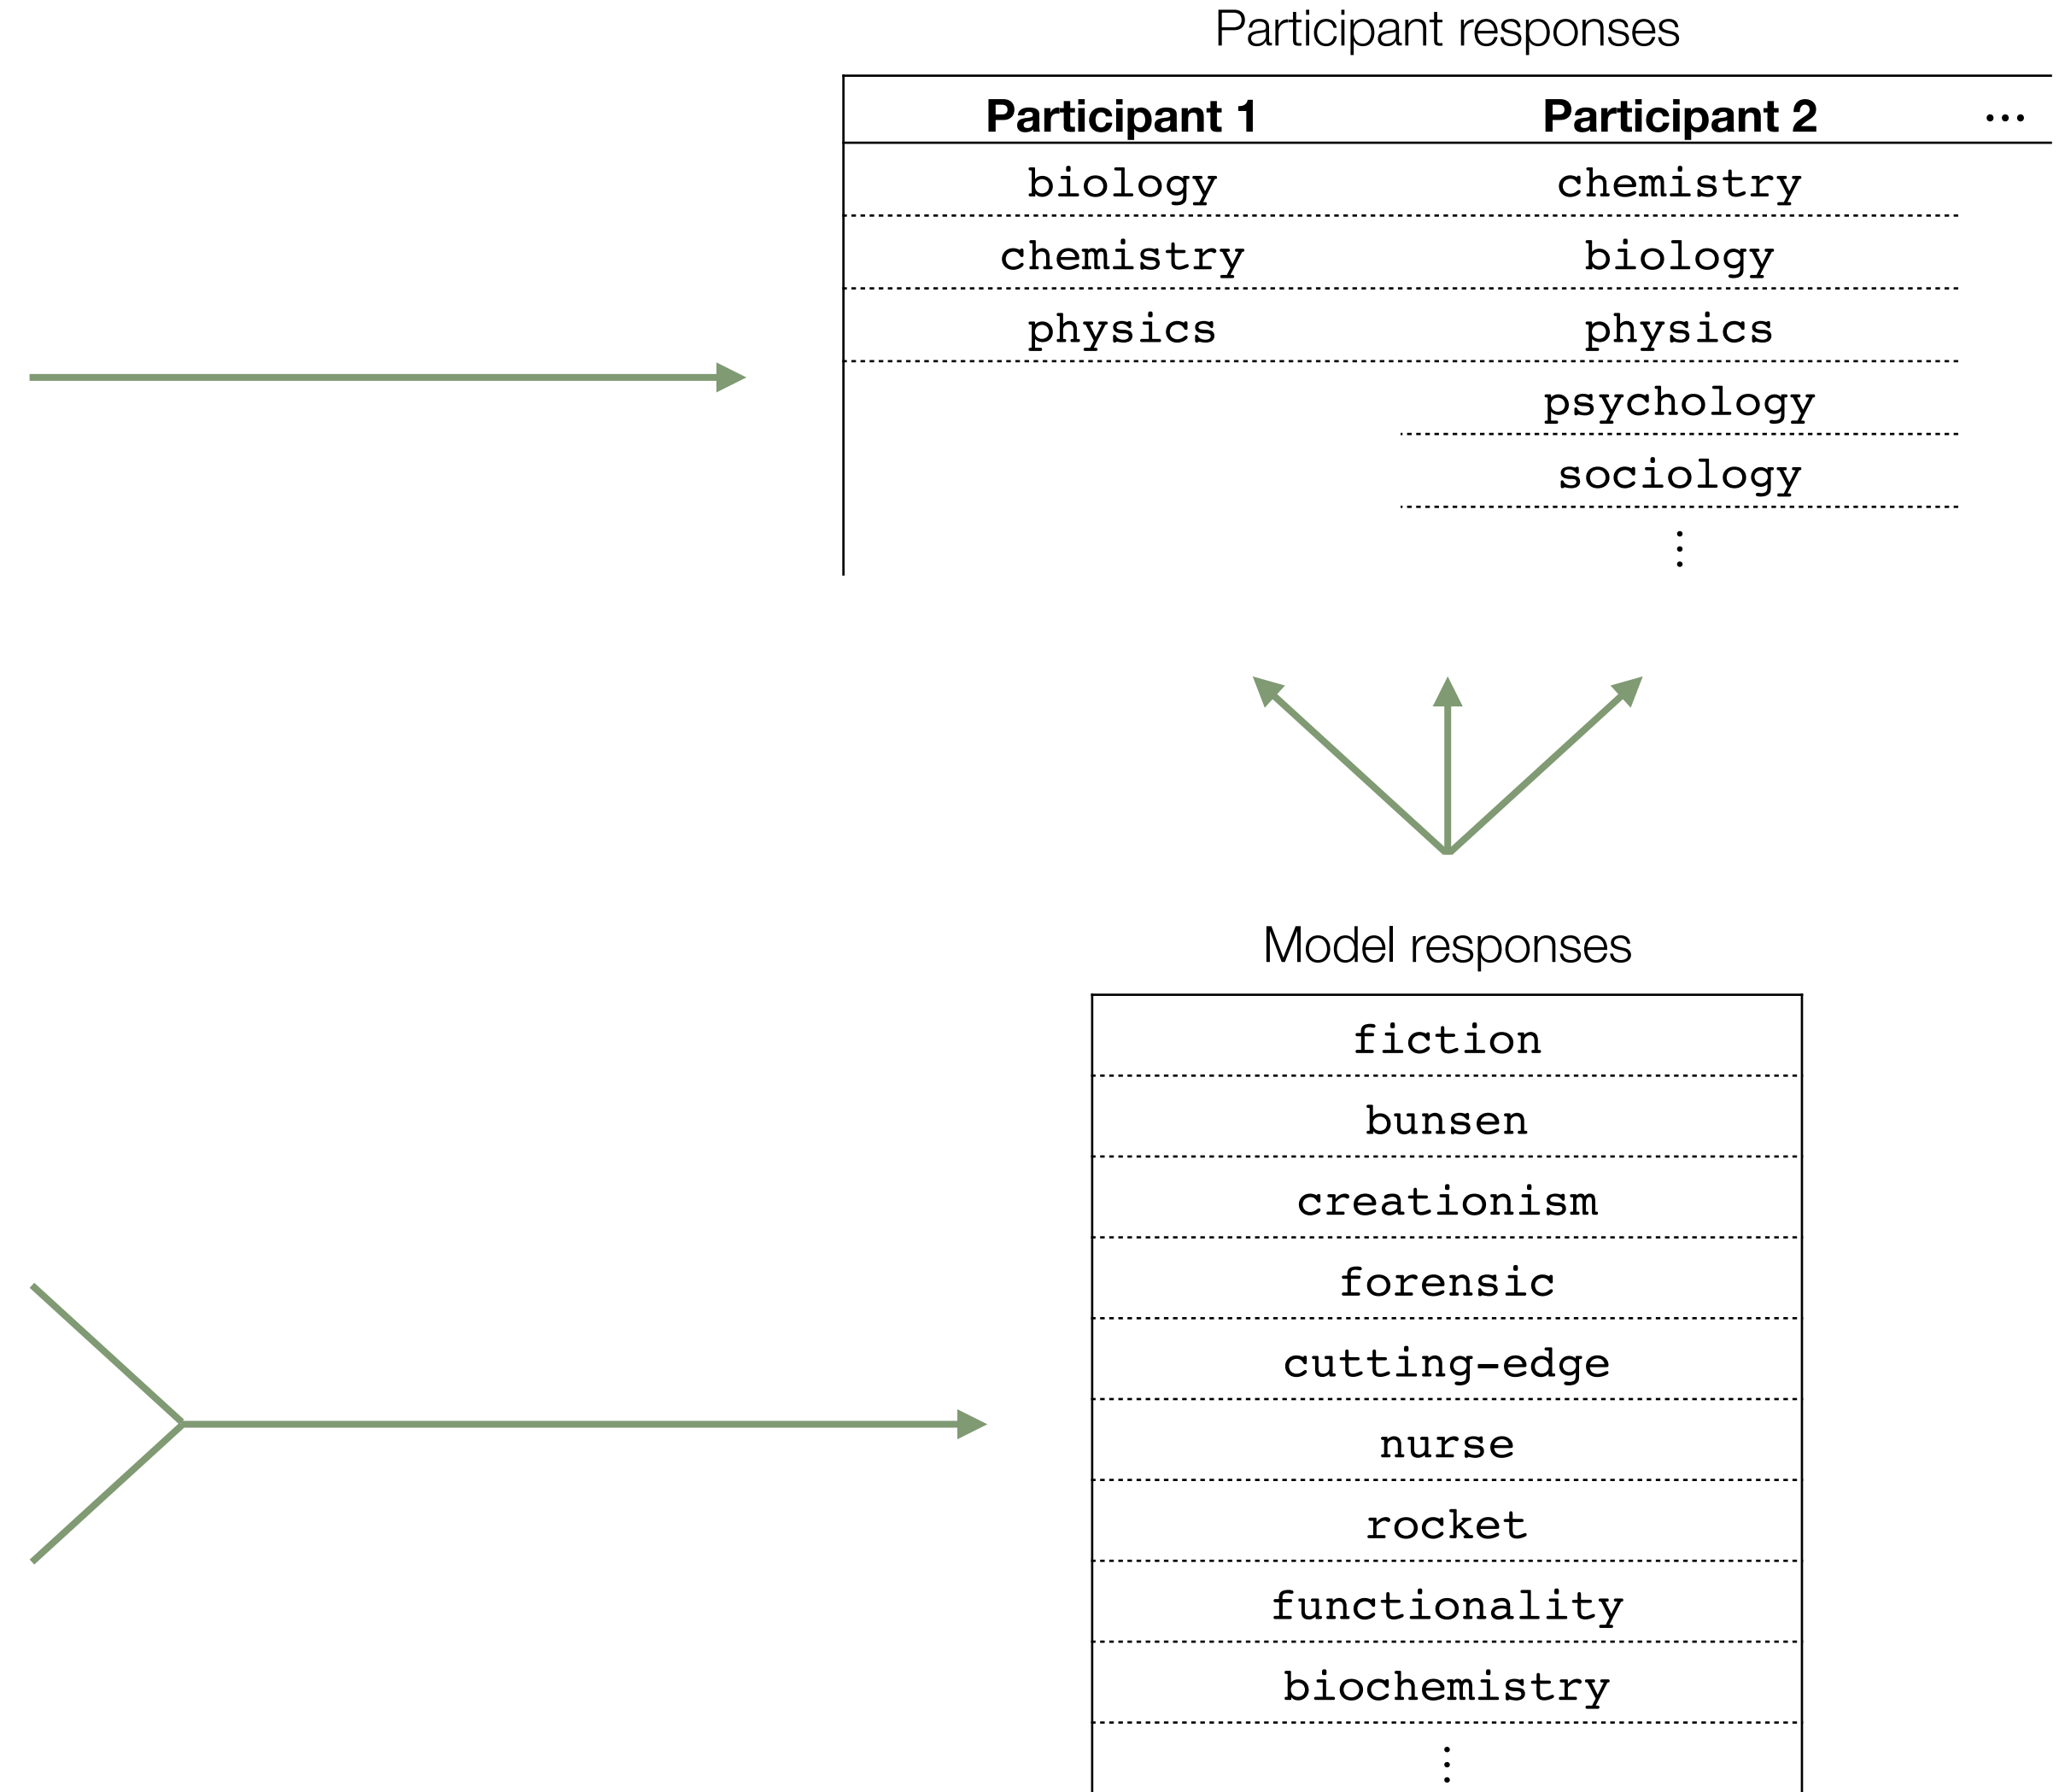 Participant responses
Participant 1 Participant 2 ...
biology chemistry
chemistry biology
physics physics
psychology
sociology
⋮
Model responses
fiction
bunsen
creationism
forensic
cutting-edge
nurse
rocket
functionality
biochemistry
⋮